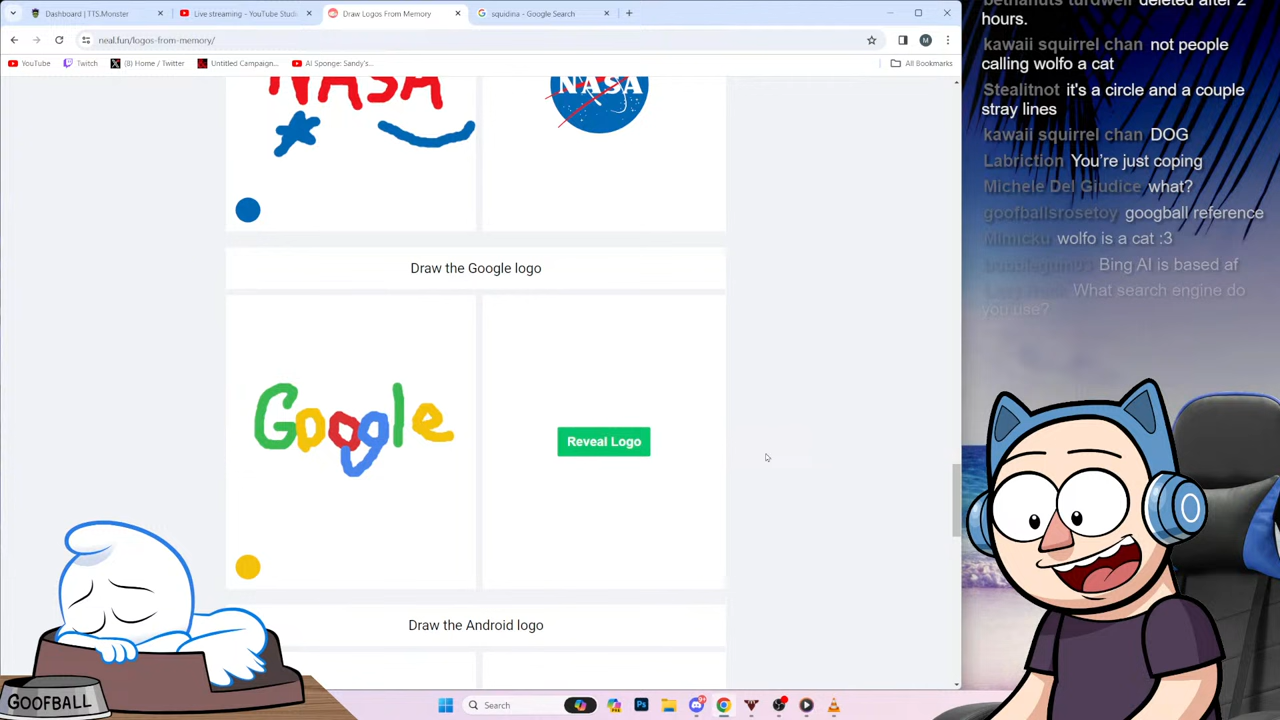 Dashboard | TTS.Monster
Live streaming - YouTube Studi
Draw Logos From Memory
squidina - Google Search
neal.fun/logos-from-memory/
M
YouTube
Twitch
(8) Home / Twitter
Untitled Campaign...
AI Sponge: Sandy's...
All Bookmarks
NASA
NASA
Draw the Google logo
Google
Reveal Logo
Draw the Android logo
deleted after 2
hours.
kawaii squirrel chan not people
calling wolfo a cat
Stealitnot it's a circle and a couple
stray lines
kawaii squirrel chan DOG
Labriction You're just coping
Michele Del Giudice what?
goofballsrosetoy googball reference
Mimicku wolfo is a cat :3
Bing AI is based af
What search engine do
you use?
GOOFBALL
Search